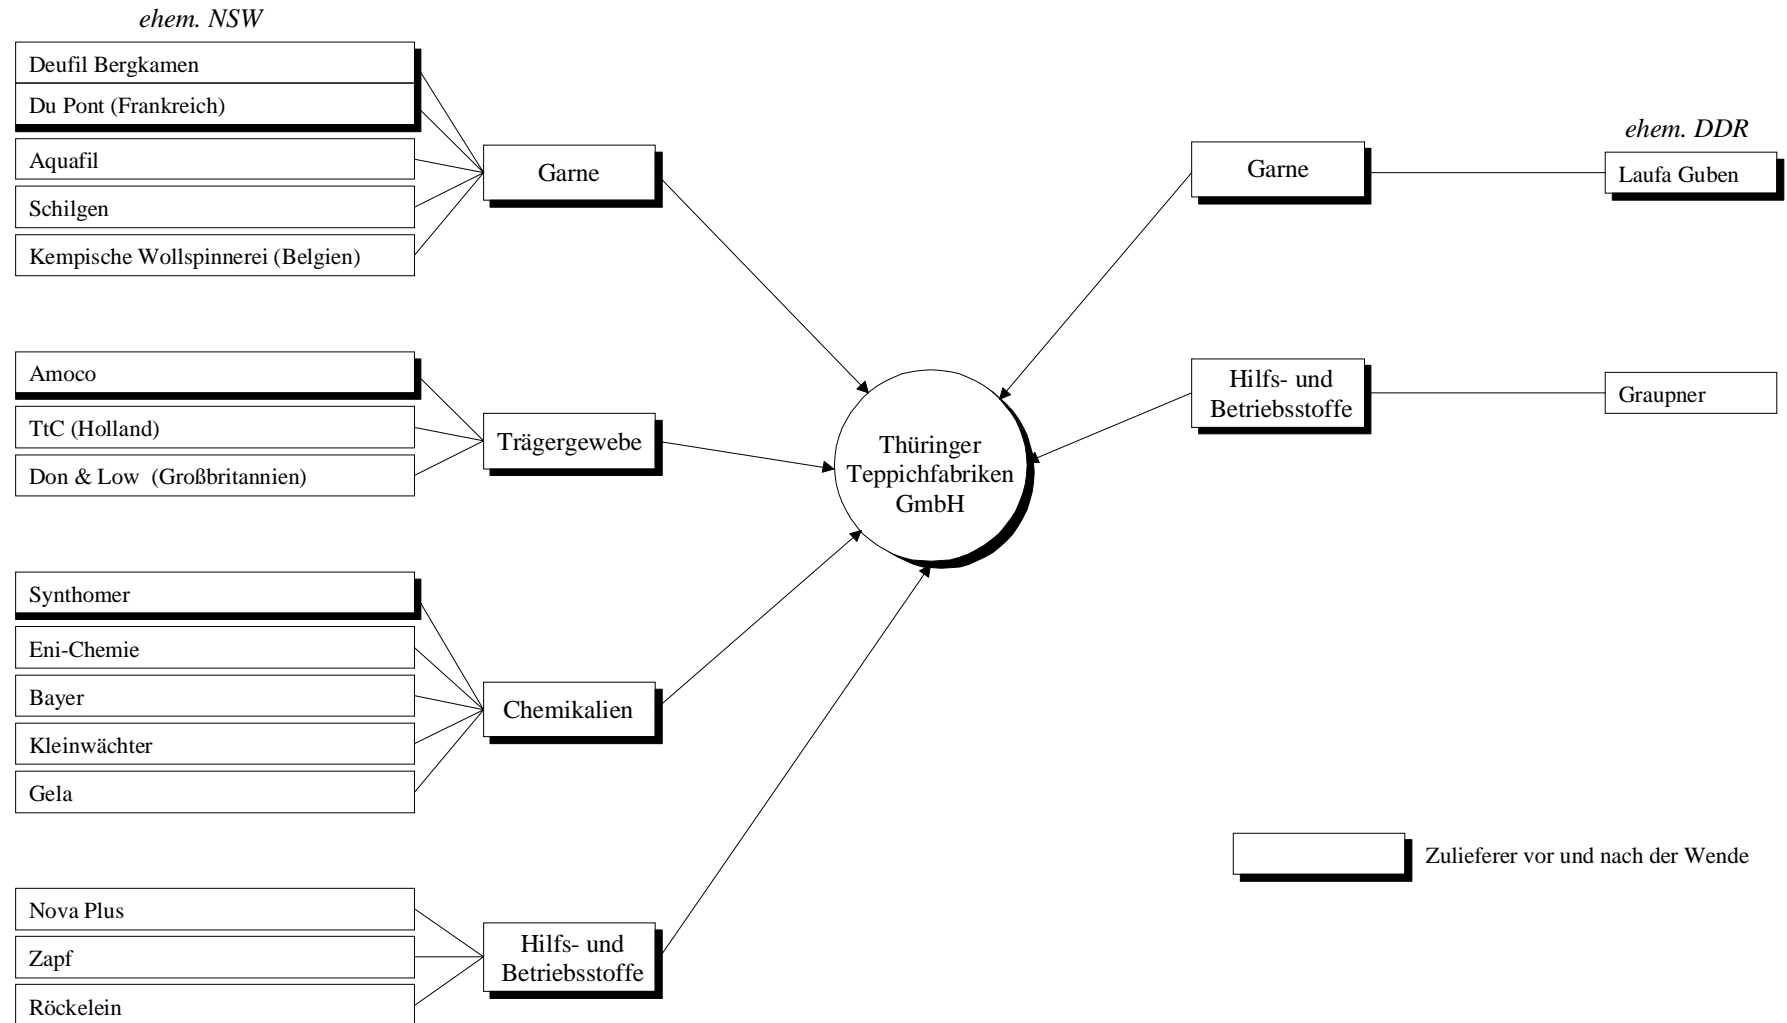 ehem. NSW
Deufil Bergkamen
Du Pont (Frankreich)
Aquafil
Schilgen
Kempische Wollspinnerei (Belgien)
Garne
Amoco
TtC (Holland)
Don & Low (Großbritannien)
Trägergewebe
Synthomer
Eni-Chemie
Bayer
Kleinwächter
Gela
Chemikalien
Nova Plus
Zapf
Röckelein
Hilfs- und
Betriebsstoffe
Thüringer
Teppichfabriken
GmbH
ehem. DDR
Garne
Laufa Guben
Hilfs- und
Betriebsstoffe
Graupner
Zulieferer vor und nach der Wende